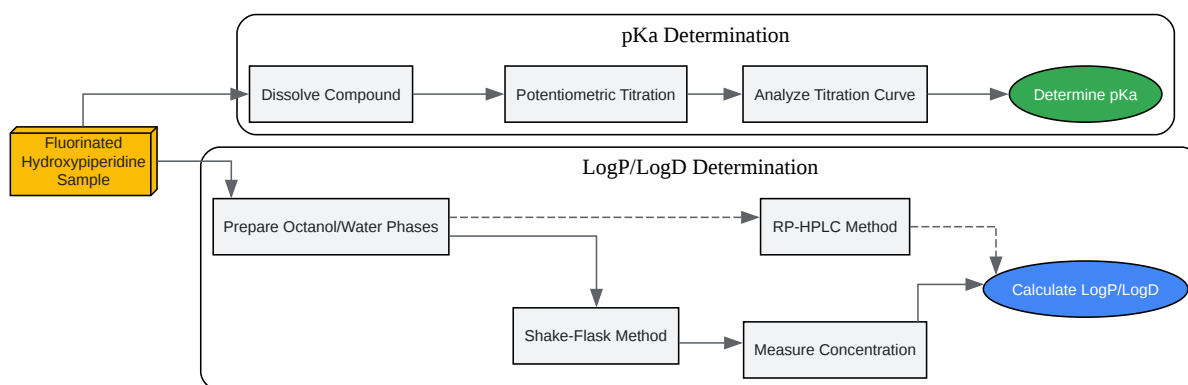 pKa Determination
Dissolve Compound
Potentiometric Titration
Analyze Titration Curve
Determine pKa
Fluorinated
Hydroxypiperidine
Sample
LogP/LogD Determination
Prepare Octanol/Water Phases
RP-HPLC Method
Calculate LogP/LogD
Shake-Flask Method
Measure Concentration